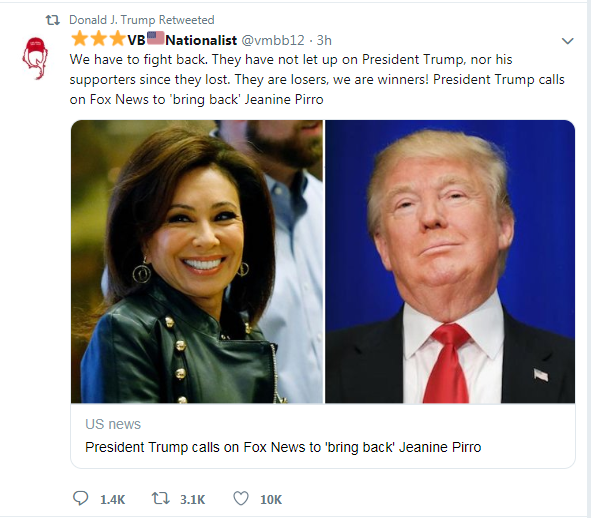 Donald J. Trump Retweeted
VB Nationalist @vmbb12 · 3h
We have to fight back. They have not let up on President Trump, nor his
supporters since they lost. They are losers, we are winners! President Trump calls
on Fox News to 'bring back' Jeanine Pirro
US news
President Trump calls on Fox News to 'bring back' Jeanine Pirro
1.4K 3.1K 10K